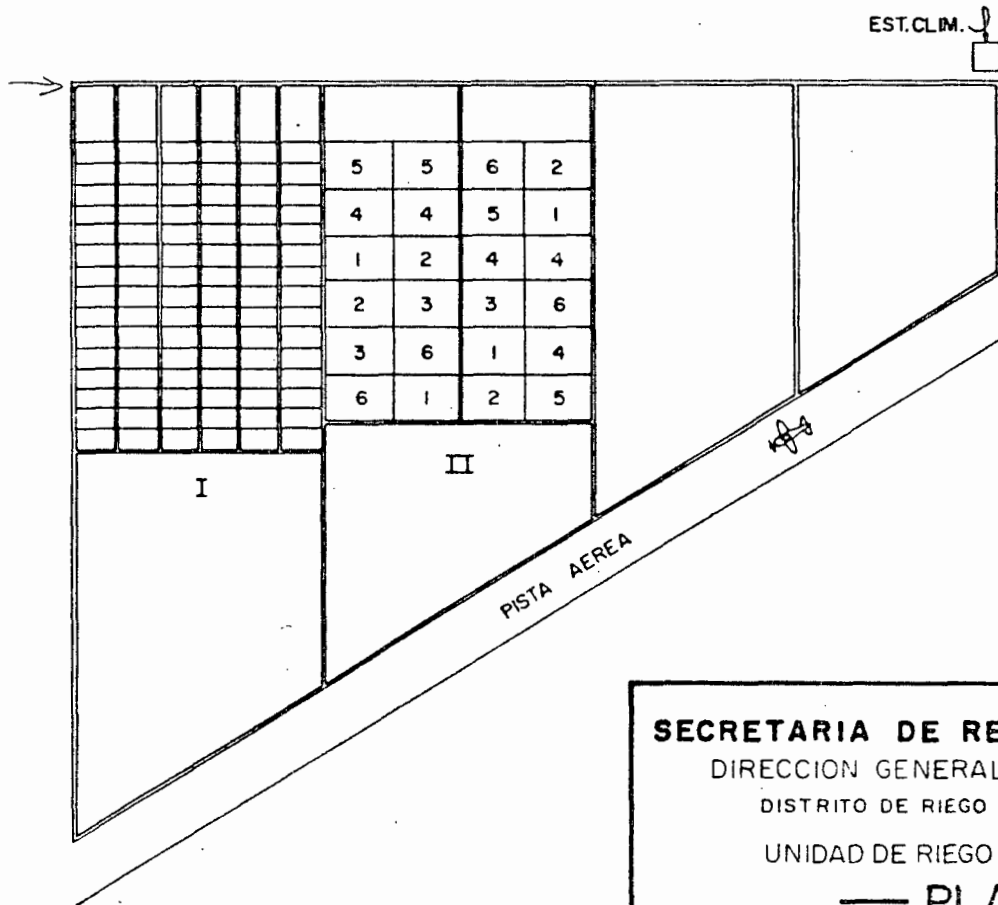 EST. CLIM.
5 5 6 2
4 4 5 1
1 2 4 4
2 3 3 6
3 6 1 4
6 1 2 5
I
II
PISTA AEREA
SECRETARIA DE RE
DIRECCION GENERAL
DISTRITO DE RIEGO
UNIDAD DE RIEGO
— PLA